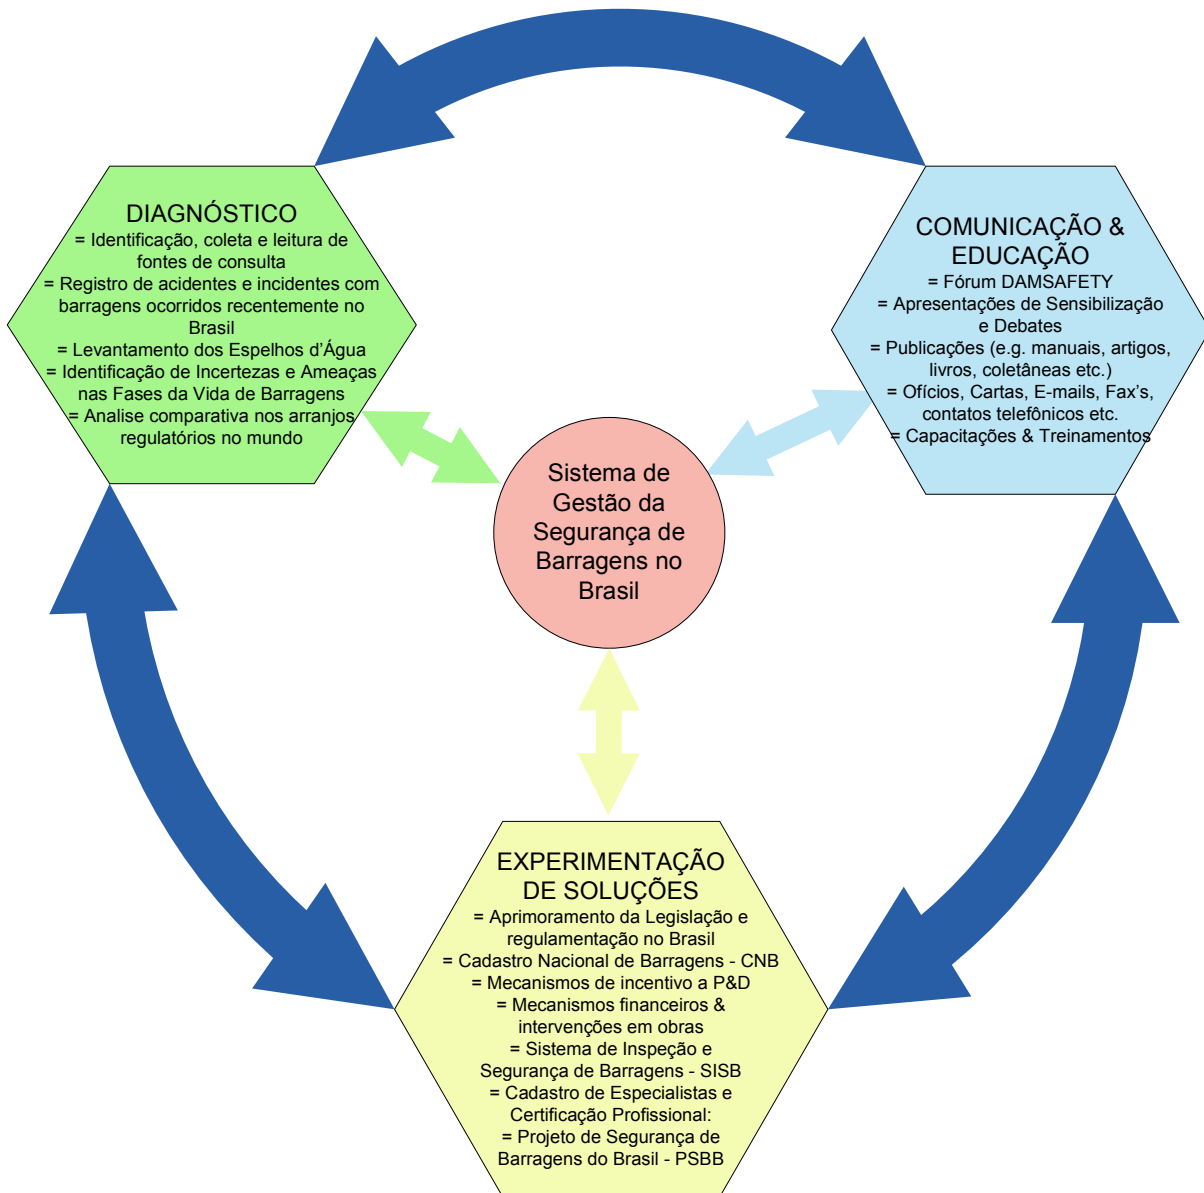 DIAGNÓSTICO
= Identificação, coleta e leitura de
fontes de consulta
= Registro de acidentes e incidentes com
barragens ocorridos recentemente no
Brasil
= Levantamento dos Espelhos d'Água
= Identificação de Incertezas e Ameaças
nas Fases da Vida de Barragens
= Analise comparativa nos arranjos
regulatórios no mundo
COMUNICAÇÃO &
EDUCAÇÃO
= Fórum DAMSAFETY
= Apresentações de Sensibilização
e Debates
= Publicações (e.g. manuais, artigos,
livros, coletâneas etc.)
= Ofícios, Cartas, E-mails, Fax's,
contatos telefônicos etc.
= Capacitações & Treinamentos
Sistema de
Gestão da
Segurança de
Barragens no
Brasil
EXPERIMENTAÇÃO
DE SOLUÇÕES
= Aprimoramento da Legislação e
regulamentação no Brasil
= Cadastro Nacional de Barragens - CNB
= Mecanismos de incentivo a P&D
= Mecanismos financeiros &
intervenções em obras
= Sistema de Inspeção e
Segurança de Barragens - SISB
= Cadastro de Especialistas e
Certificação Profissional:
= Projeto de Segurança de
Barragens do Brasil - PSBB